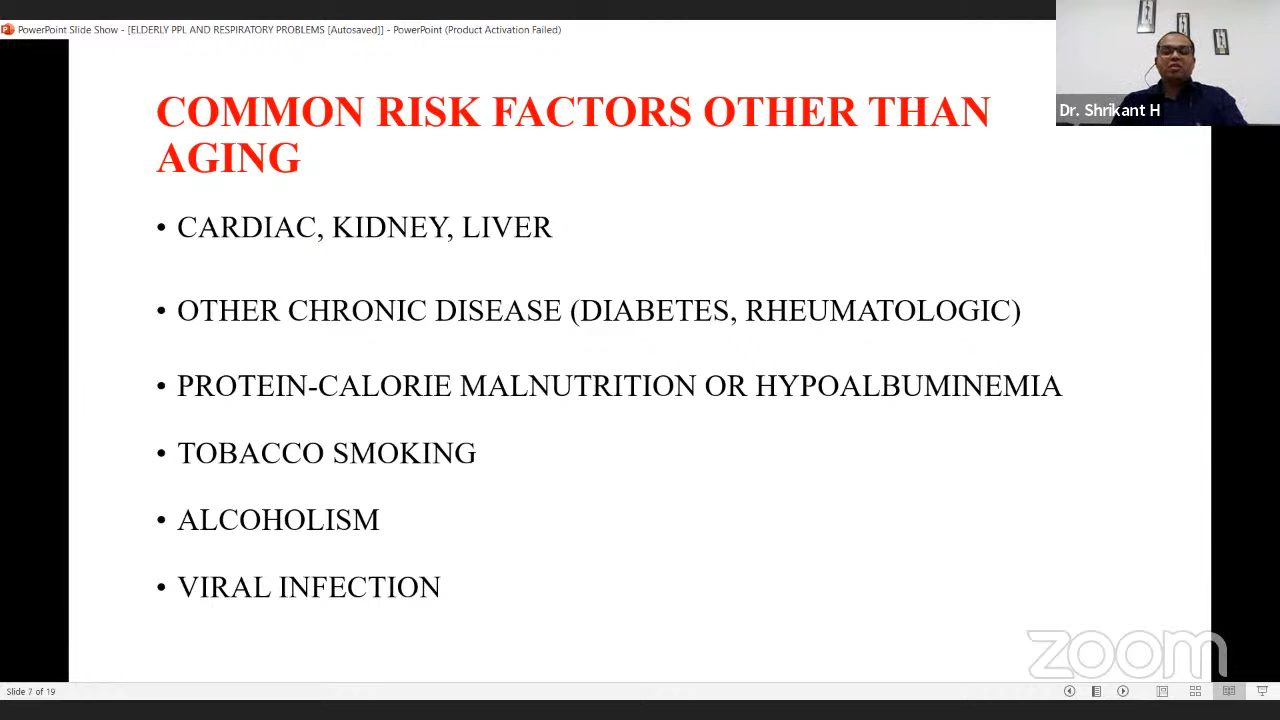 PowerPoint Slide Show - [ELDERLY PPL AND RESPIRATORY PROBLEMS [Autosaved]] - PowerPoint (Product Activation Failed)
Dr. Shrikant H
COMMON RISK FACTORS OTHER THAN
AGING
• CARDIAC, KIDNEY, LIVER
• OTHER CHRONIC DISEASE (DIABETES, RHEUMATOLOGIC)
• PROTEIN-CALORIE MALNUTRITION OR HYPOALBUMINEMIA
• TOBACCO SMOKING
• ALCOHOLISM
• VIRAL INFECTION
zoom
Slide 7 of 19